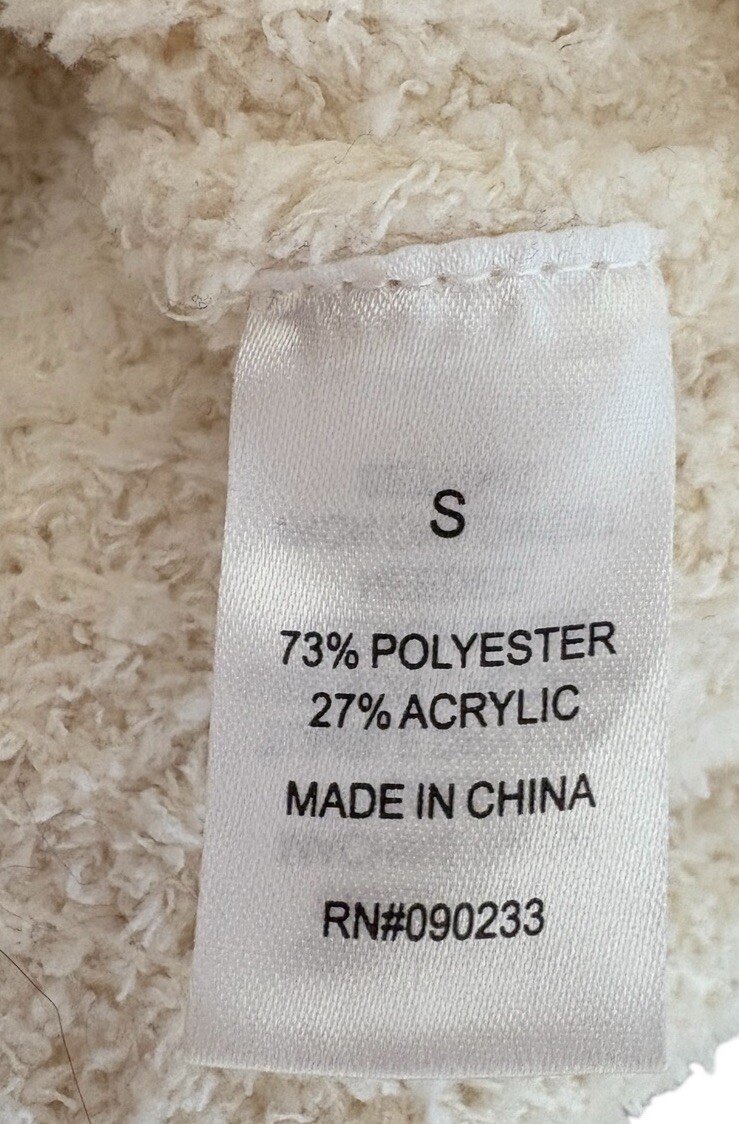 S
73% POLYESTER
27% ACRYLIC
MADE IN CHINA
RN#090233